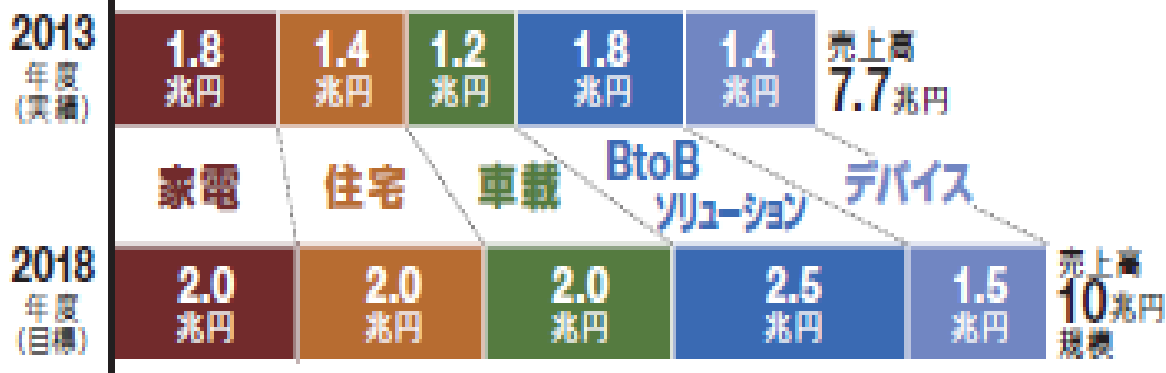 2013
年度
(実績)
1.8
兆円
1.4
兆円
1.2
兆円
1.8
兆円
1.4
兆円
売上高
7.7兆円
家電
住宅
車載
BtoB
ソリューション
デバイス
2018
年度
(目標)
2.0
兆円
2.0
兆円
2.0
兆円
2.5
兆円
1.5
兆円
売上高
10兆円
規模